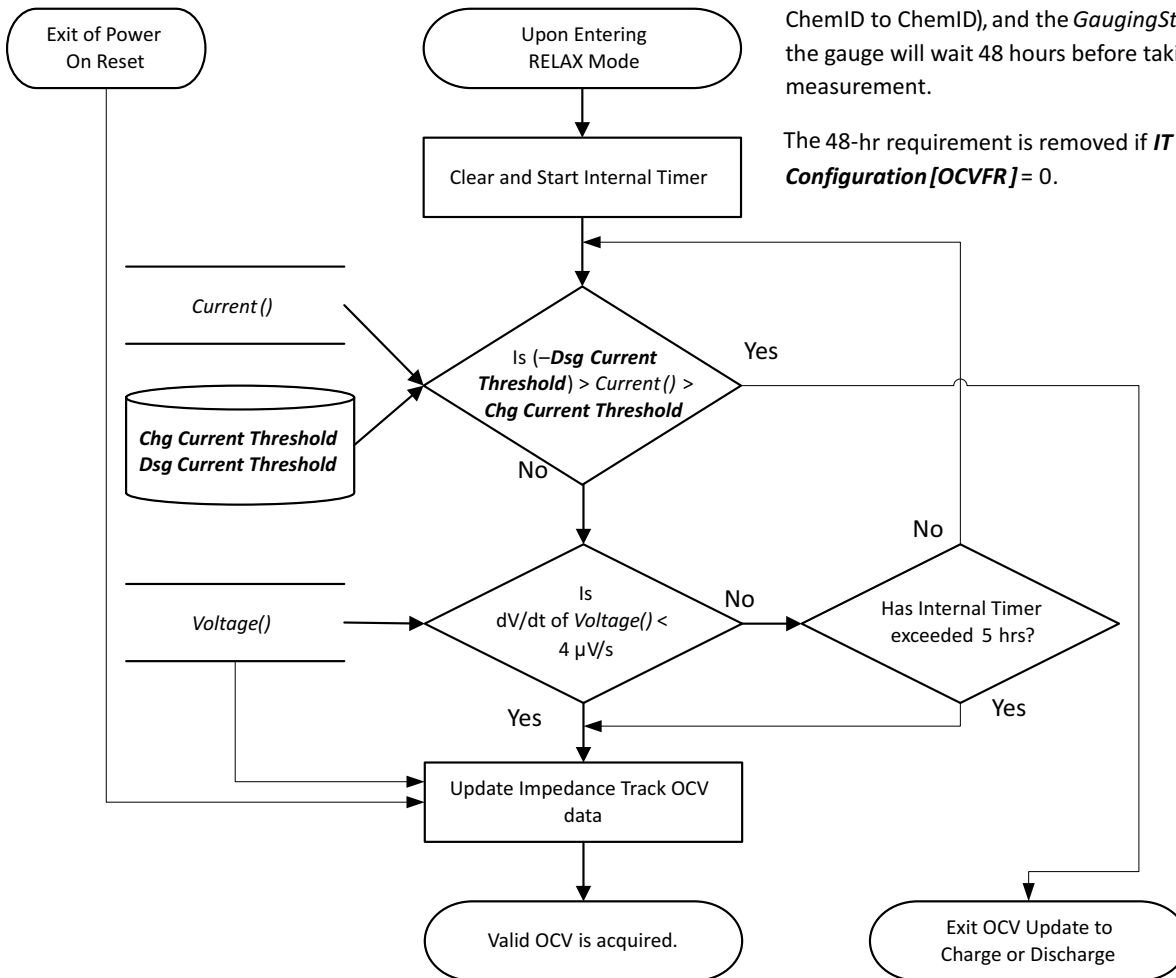 Exit of Power
On Reset
Upon Entering
RELAX Mode
ChemID to ChemID), and the GaugingSt
the gauge will wait 48 hours before taki
measurement.
The 48-hr requirement is removed if IT
Configuration [OCVFR] = 0.
Clear and Start Internal Timer
Current()
Is (–Dsg Current
Threshold) > Current() >
Chg Current Threshold
Yes
Chg Current Threshold
Dsg Current Threshold
No
No
Voltage()
Is
dV/dt of Voltage() <
4 µV/s
No
Has Internal Timer
exceeded 5 hrs?
Yes
Yes
Update Impedance Track OCV
data
Valid OCV is acquired.
Exit OCV Update to
Charge or Discharge